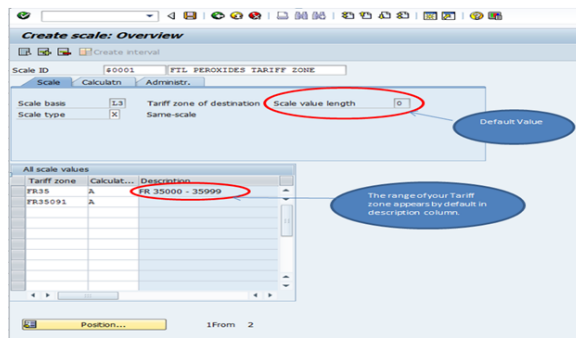 Create scale: Overview
Create interval
Scale ID 60001 FTL PEROXIDES TARIFF ZONE
Scale Calculatn Administr.
Scale basis L3 Tariff zone of destination Scale value length 0
Scale type X Same-scale
Default Value
All scale values
Tariff zone Calculat... Description
FR35 A FR 35000 - 35999
FR35091 A
The range of your Tariff
zone appears by default in
description column.
Position... 1From 2